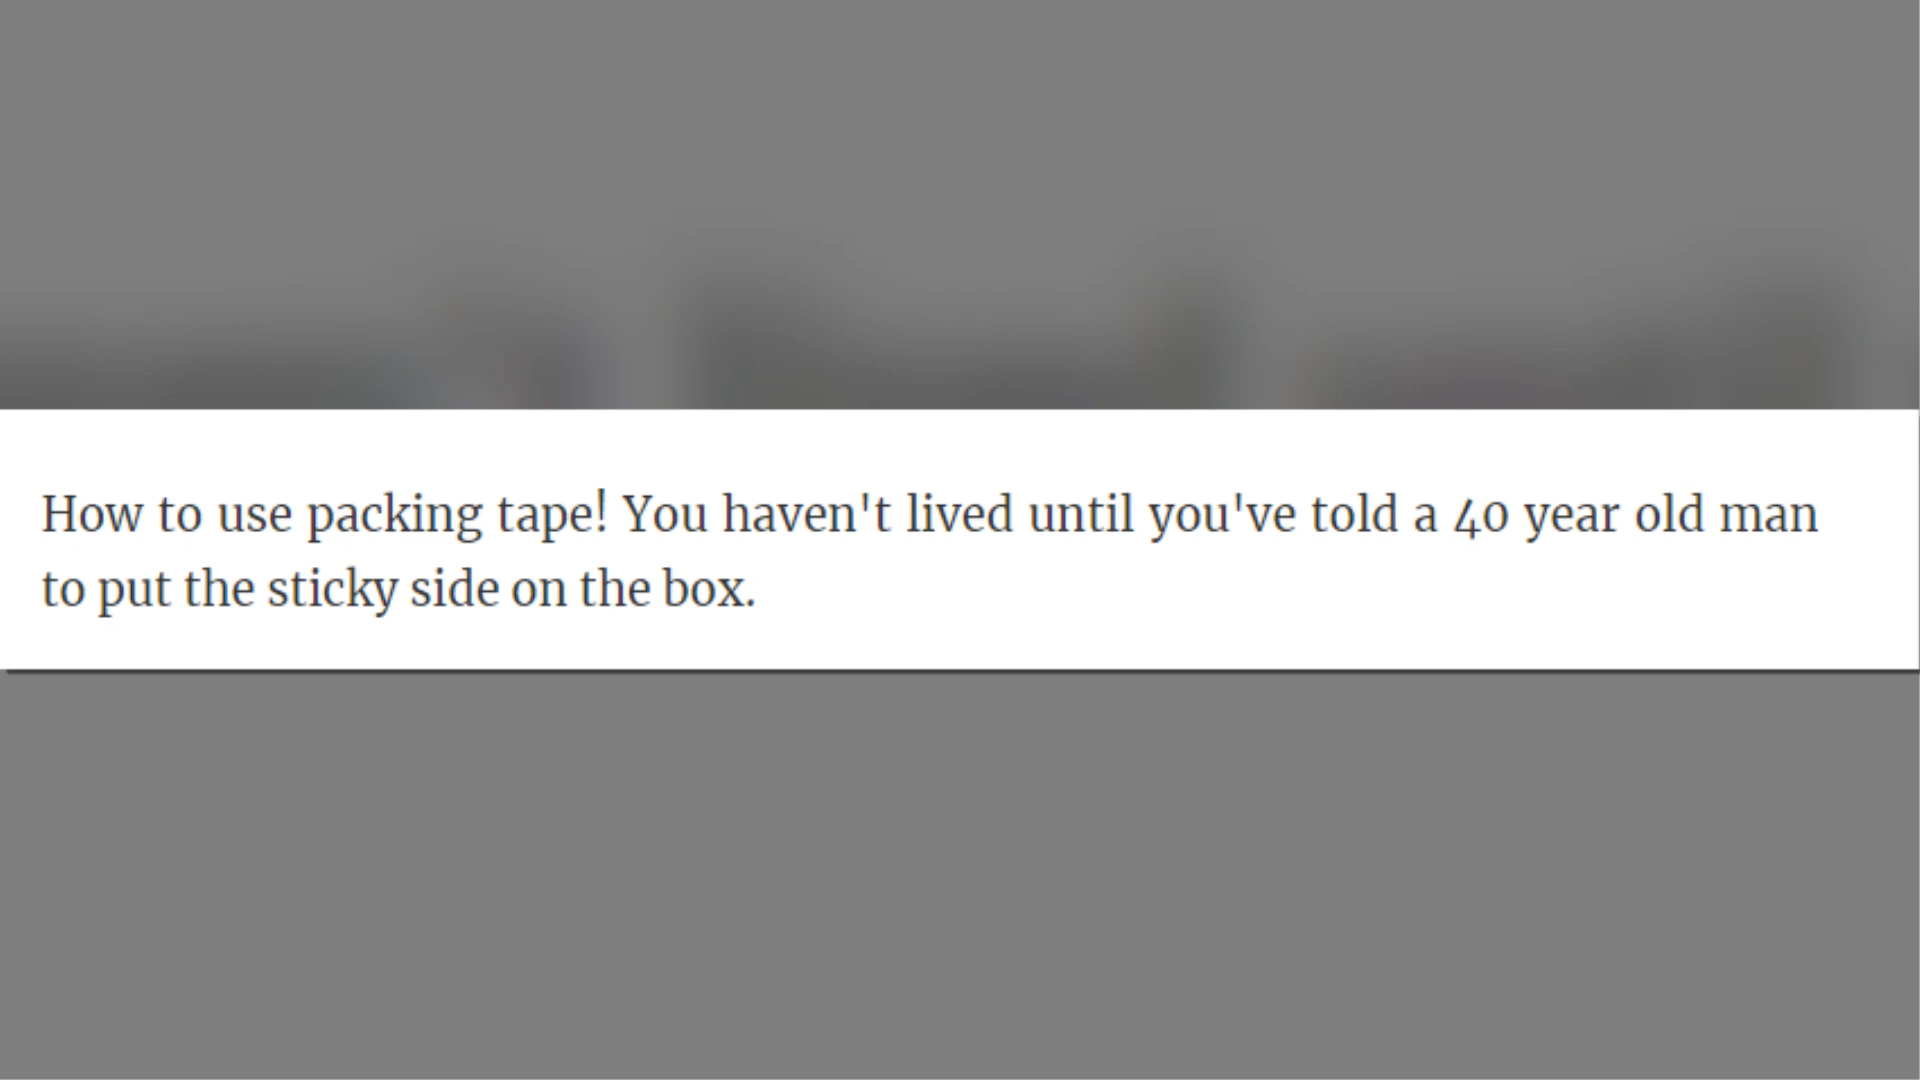 How to use packing tape! You haven't lived until you've told a 40 year old man
to put the sticky side on the box.